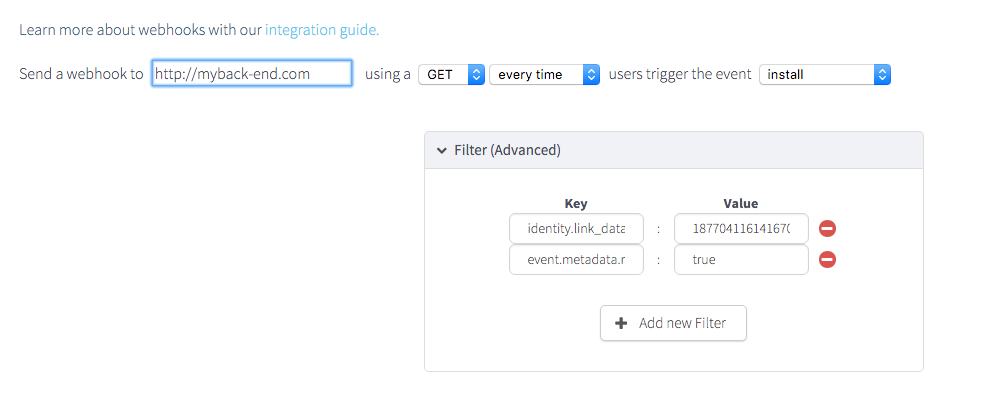 Learn more about webhooks with our integration guide.
Send a webhook to http://myback-end.com using a GET every time users trigger the event install
Filter (Advanced)
Key Value
identity.link_data : 18770411614167
event.metadata.r : true
Add new Filter